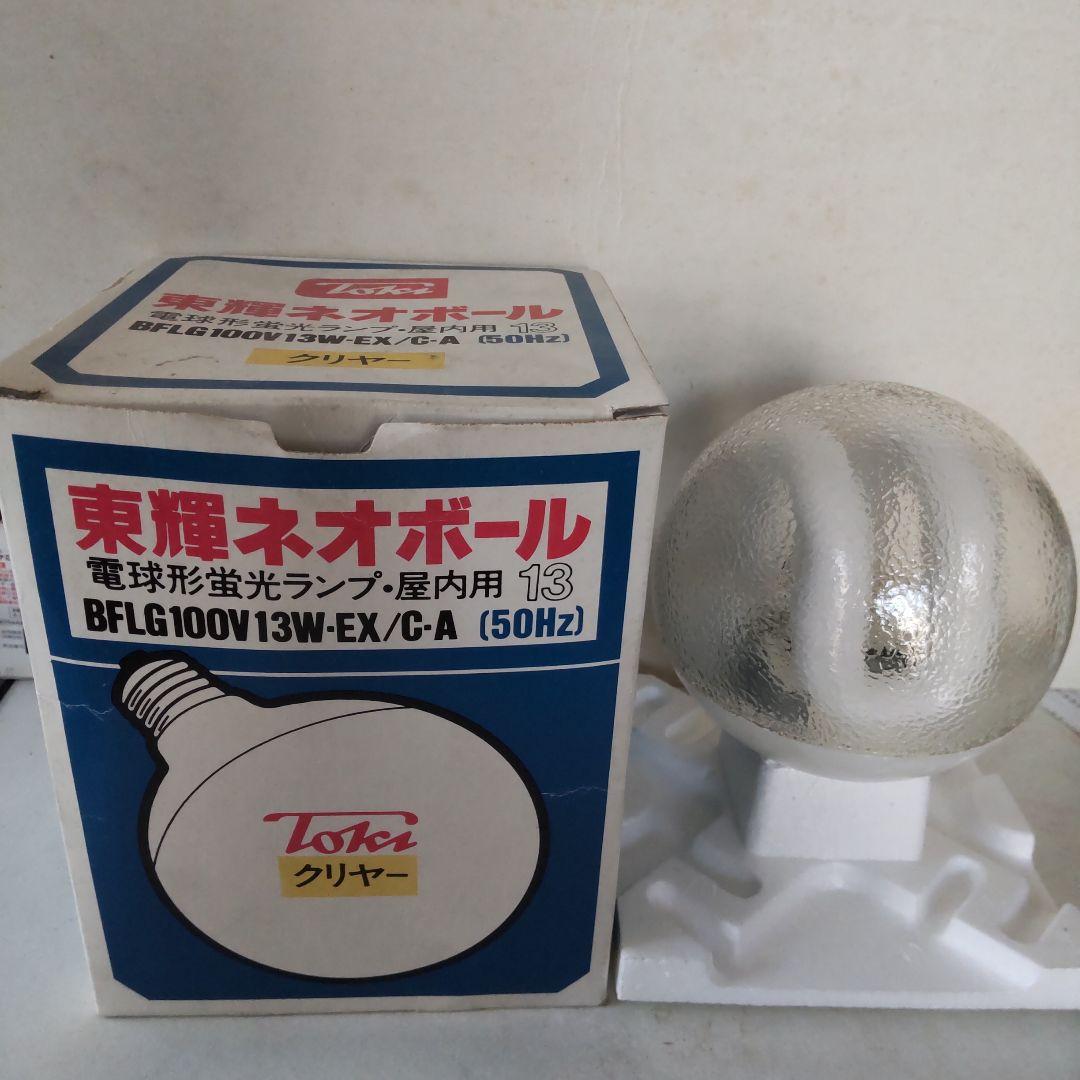 Toki
東輝ネオボール
電球形蛍光ランプ・屋内用 13
BFLG100V13W-EX/C-A (50Hz)
クリヤー
東輝ネオボール
電球形蛍光ランプ・屋内用 13
BFLG100V13W-EX/C-A (50Hz)
Toki
クリヤー